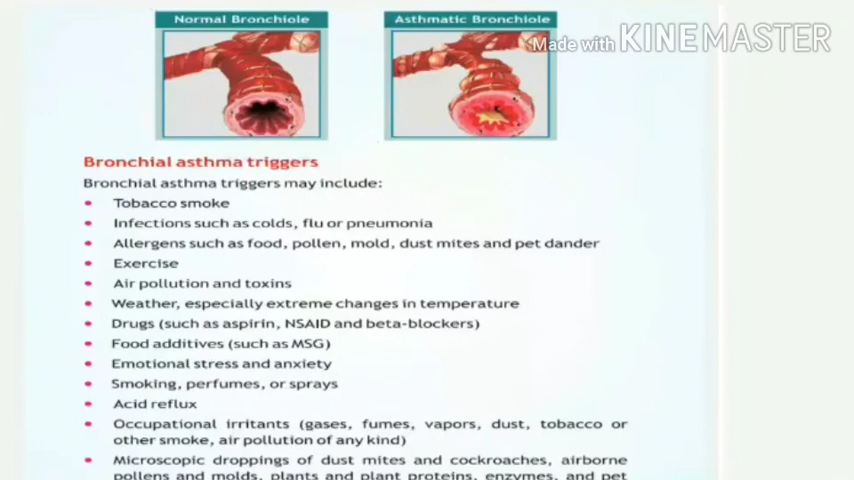 Normal Bronchiole
Asthmatic Bronchiole
Made with KINEMASTER
Bronchial asthma triggers
Bronchial asthma triggers may include:
• Tobacco smoke
• Infections such as colds, flu or pneumonia
• Allergens such as food, pollen, mold, dust mites and pet dander
• Exercise
• Air pollution and toxins
• Weather, especially extreme changes in temperature
• Drugs (such as aspirin, NSAID and beta-blockers)
• Food additives (such as MSG)
• Emotional stress and anxiety
• Smoking, perfumes, or sprays
• Acid reflux
• Occupational irritants (gases, fumes, vapors, dust, tobacco or
other smoke, air pollution of any kind)
• Microscopic droppings of dust mites and cockroaches, airborne
pollens and molds, plants and plant proteins, enzymes, and pet